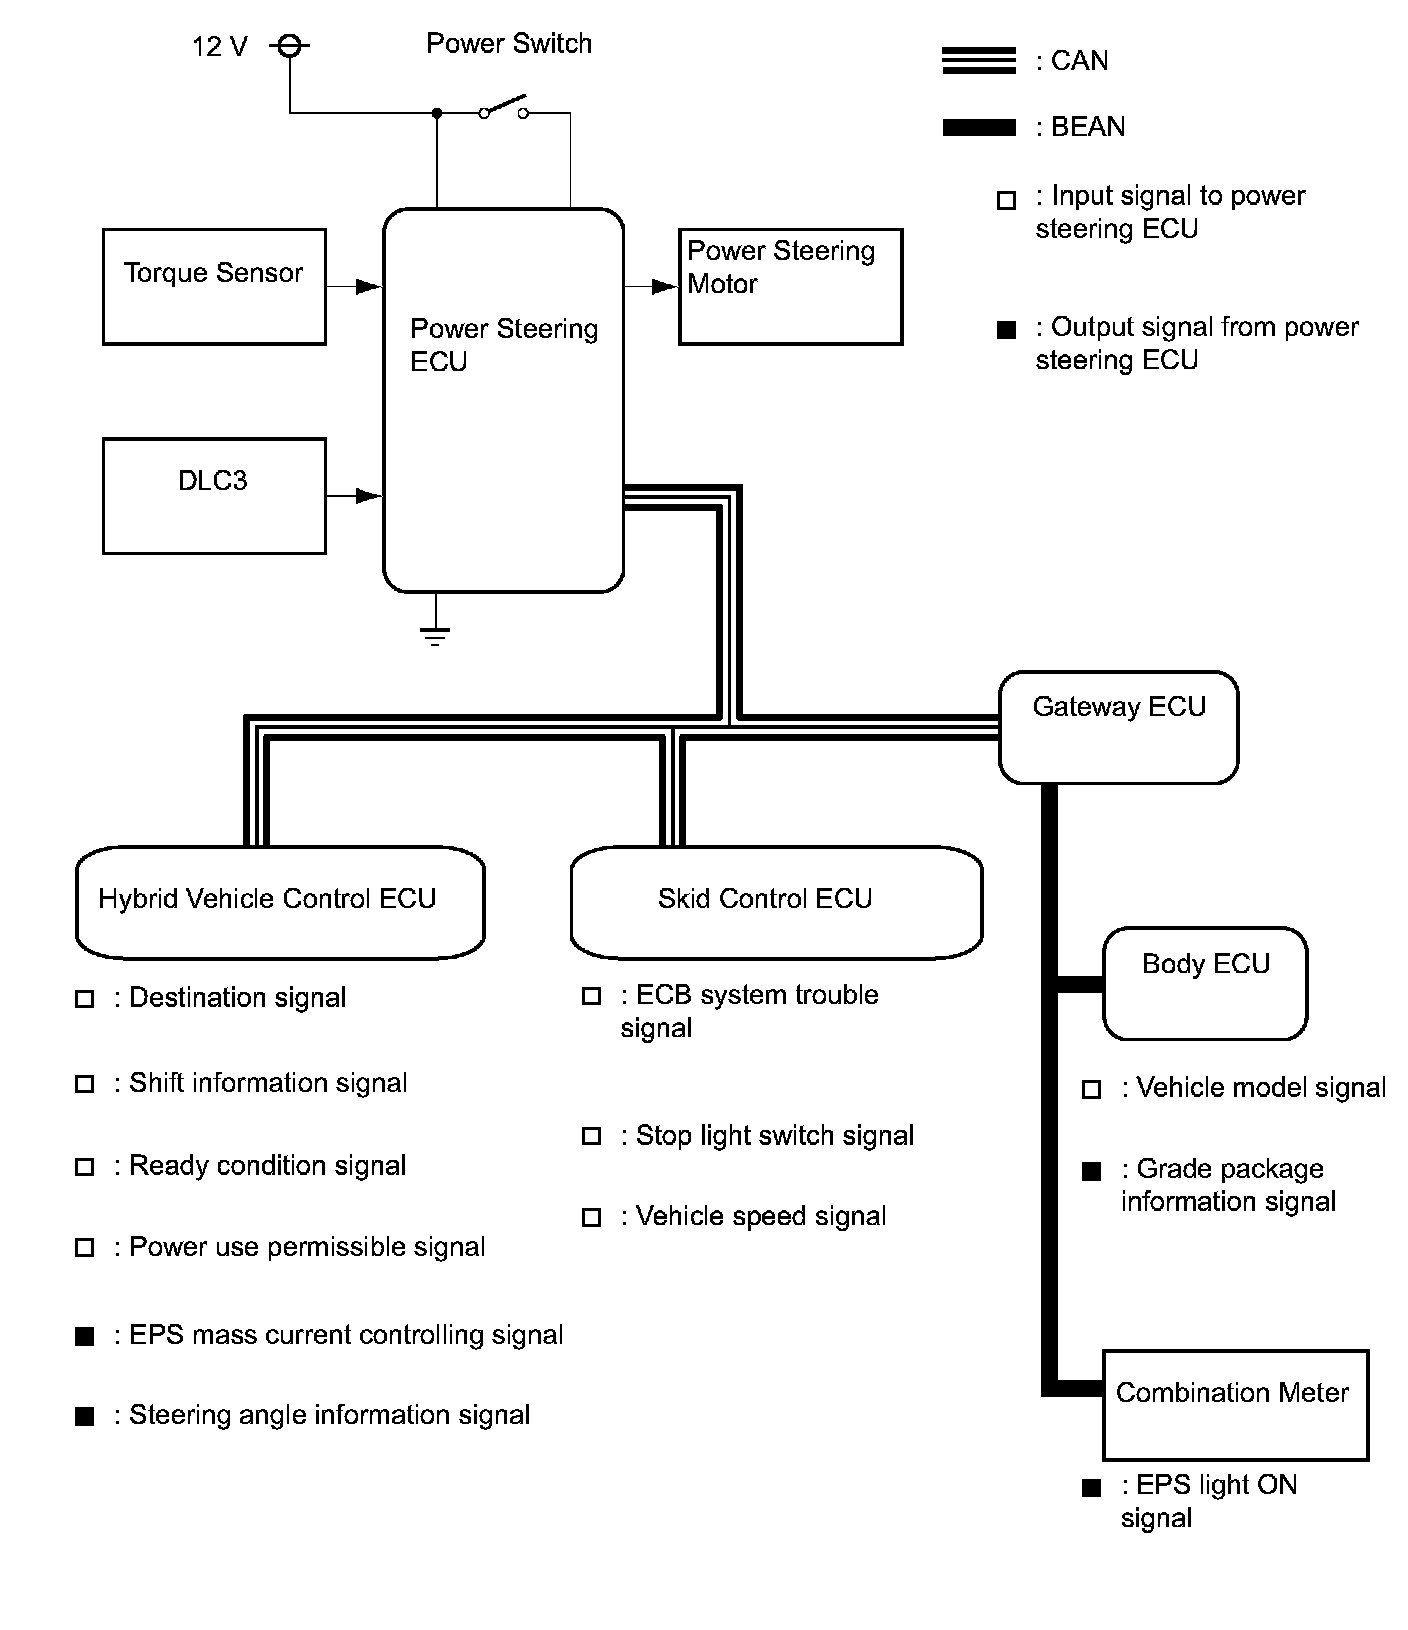 12 V
Power Switch
: CAN
: BEAN
: Input signal to power
steering ECU
: Output signal from power
steering ECU
Torque Sensor
Power Steering
ECU
Power Steering
Motor
DLC3
Gateway ECU
Hybrid Vehicle Control ECU
Skid Control ECU
Body ECU
: Destination signal
: Shift information signal
: Ready condition signal
: Power use permissible signal
: EPS mass current controlling signal
: Steering angle information signal
: ECB system trouble
signal
: Stop light switch signal
: Vehicle speed signal
: Vehicle model signal
: Grade package
information signal
Combination Meter
: EPS light ON
signal